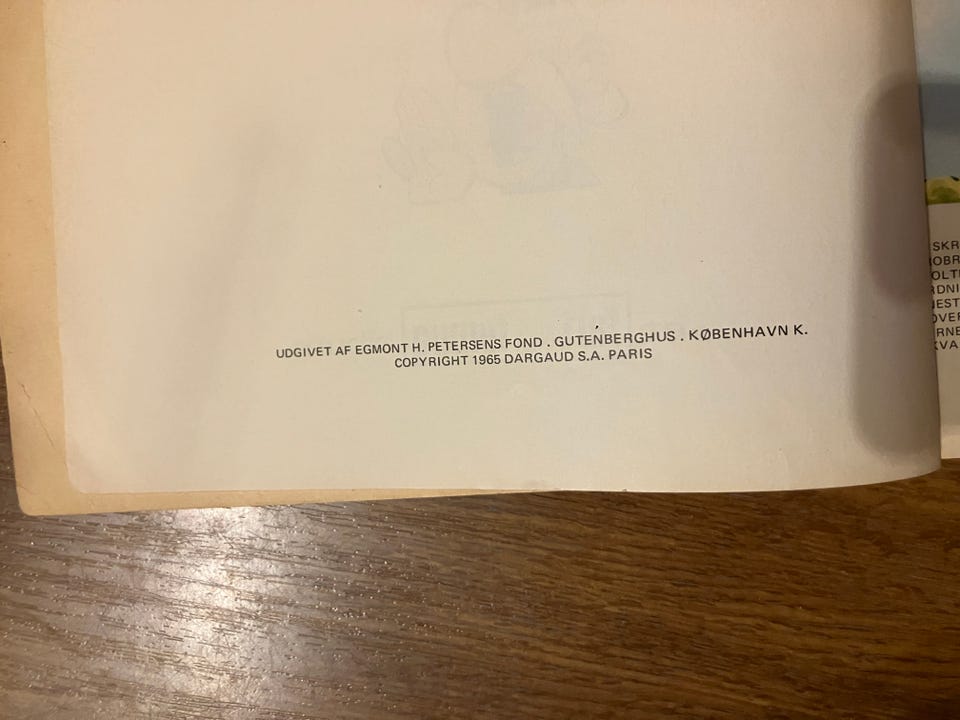 UDGIVET AF EGMONT H. PETERSENS FOND . GUTENBERGHUS . KØBENHAVN K.
COPYRIGHT 1965 DARGAUD S.A. PARIS